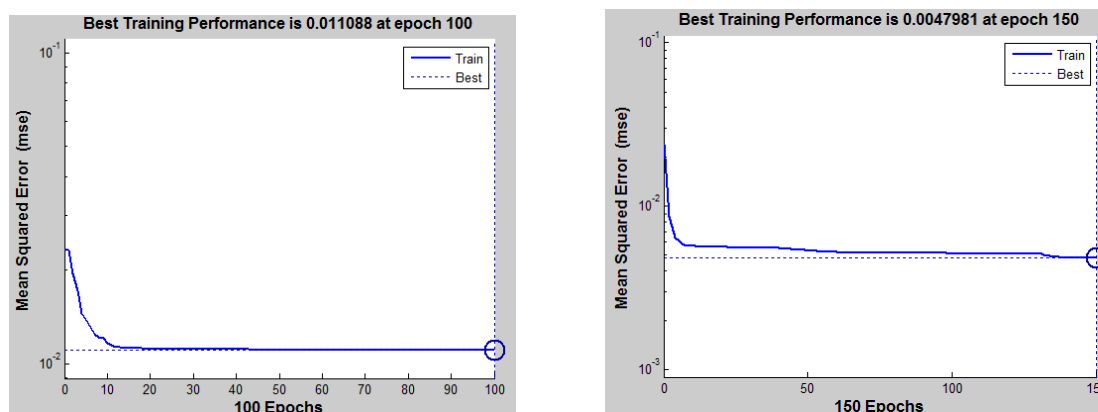 Best Training Performance is 0.011088 at epoch 100
Mean Squared Error (mse)
10^-1
10^-2
Train
Best
0 10 20 30 40 50 60 70 80 90 100
100 Epochs
Best Training Performance is 0.0047981 at epoch 150
Mean Squared Error (mse)
10^-1
10^-2
10^-3
Train
Best
0 50 100
150 Epochs